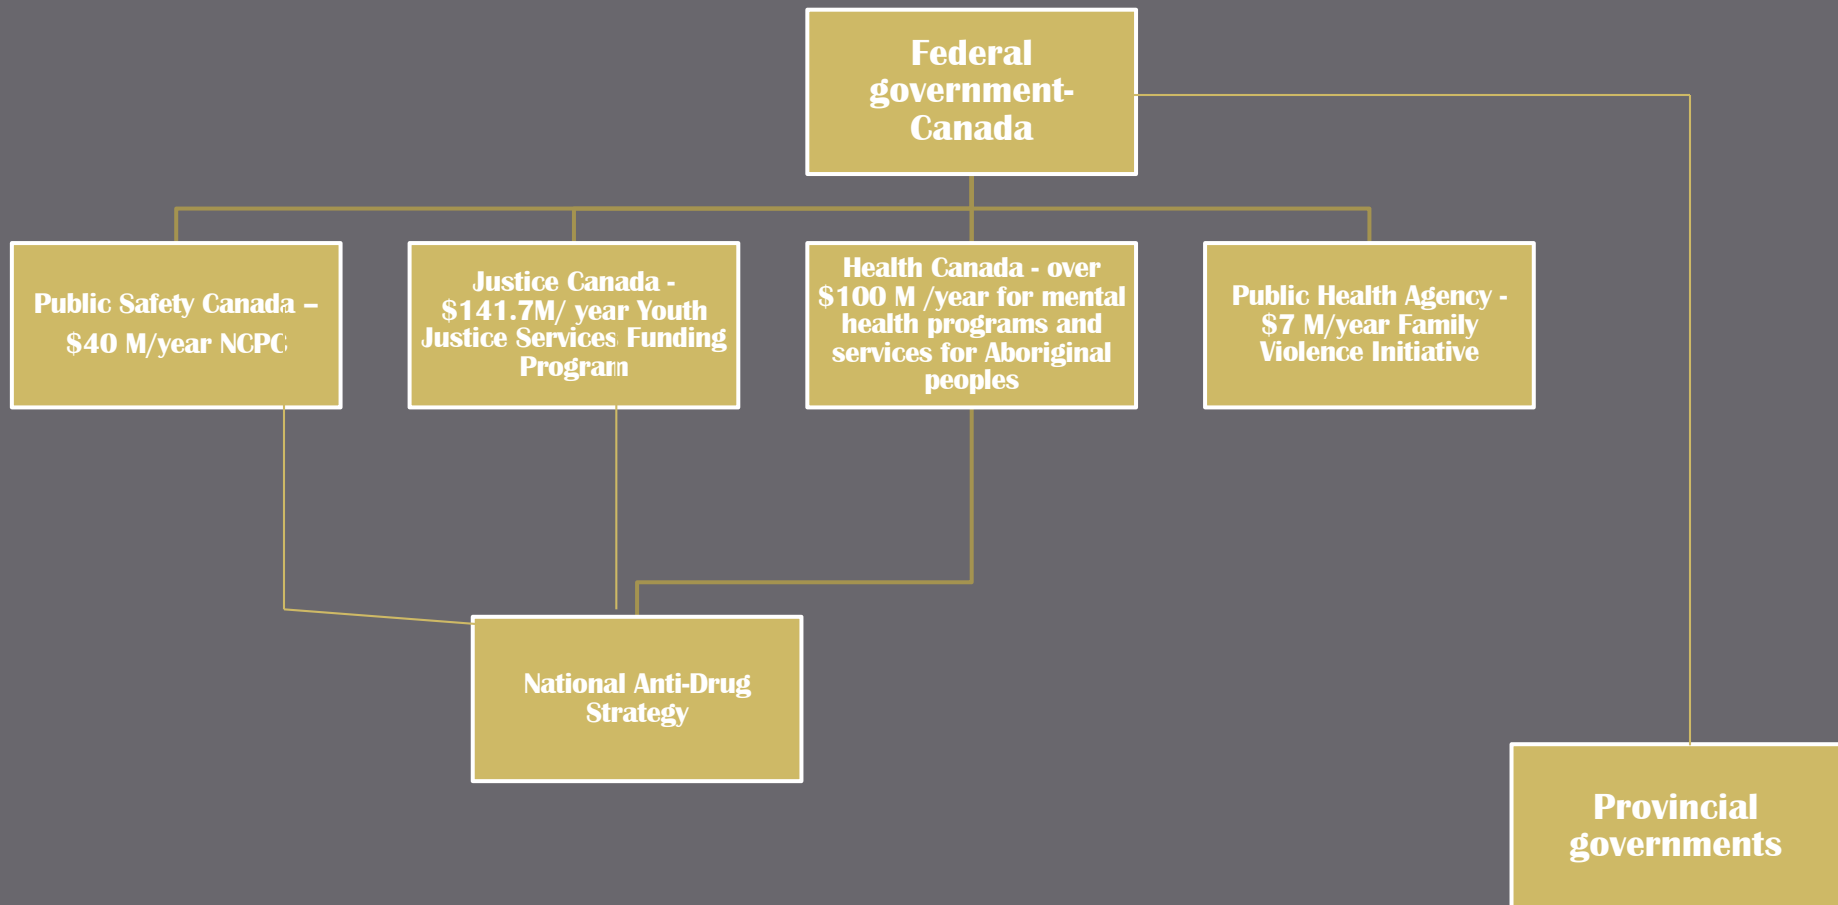 Federal
government-
Canada
Public Safety Canada –
$40 M/year NCPC
Justice Canada -
$141.7M/ year Youth
Justice Services Funding
Program
Health Canada - over
$100 M /year for mental
health programs and
services for Aboriginal
peoples
Public Health Agency -
$7 M/year Family
Violence Initiative
National Anti-Drug
Strategy
Provincial
governments